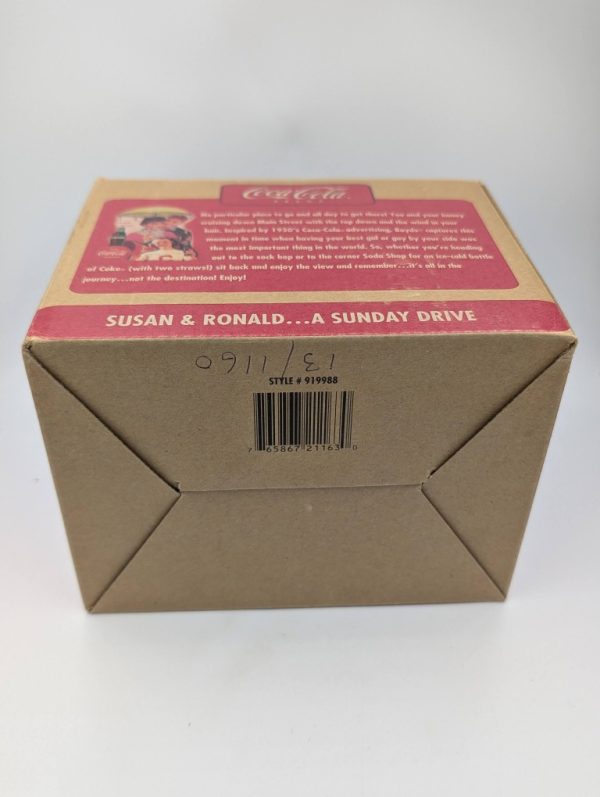 Coca-Cola
BRAND
No particular place to go and all day to get there! You and your honey
cruising down Main Street with the top down and the wind in your
hair. Inspired by 1950's Coca-Cola® advertising, Boyds™ captures this
moment in time when having your best gal or guy by your side was
the most important thing in the world. So, whether you're heading
out to the sock hop or to the corner Soda Shop for an ice-cold bottle
of Coke® (with two straws!) sit back and enjoy the view and remember...it's all in the
journey...not the destination! Enjoy!
SUSAN & RONALD...A SUNDAY DRIVE
13/1160
STYLE # 919988
7 65867 21163 0